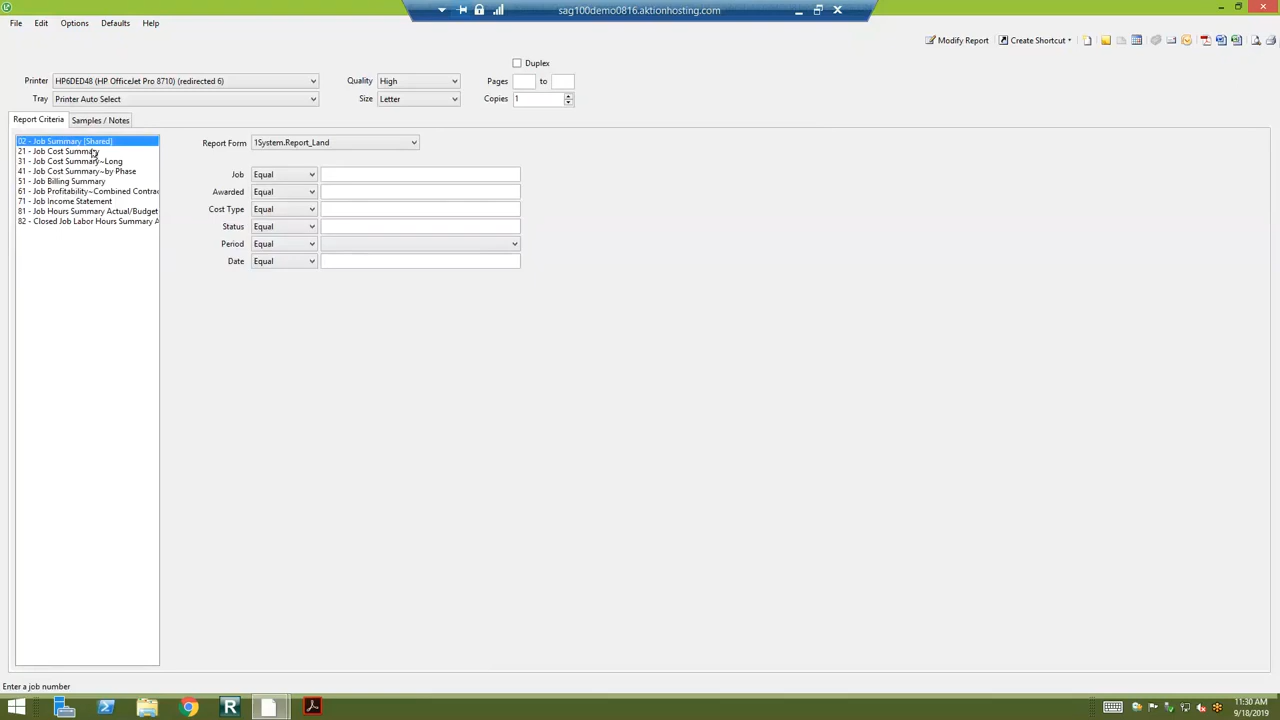 sag100demo0816.aktionhosting.com
File Edit Options Defaults Help
Modify Report Create Shortcut
Duplex
Printer HP6DED48 (HP OfficeJet Pro 8710) (redirected 6) Quality High Pages to
Tray Printer Auto Select Size Letter Copies 1
Report Criteria Samples / Notes
02 - Job Summary [Shared]
21 - Job Cost Summary
31 - Job Cost Summary~Long
41 - Job Cost Summary~by Phase
51 - Job Billing Summary
61 - Job Profitability~Combined Contrac
71 - Job Income Statement
81 - Job Hours Summary Actual/Budget
82 - Closed Job Labor Hours Summary A
Report Form 1System.Report_Land
Job Equal
Awarded Equal
Cost Type Equal
Status Equal
Period Equal
Date Equal
Enter a job number
R
11:30 AM
9/18/2019